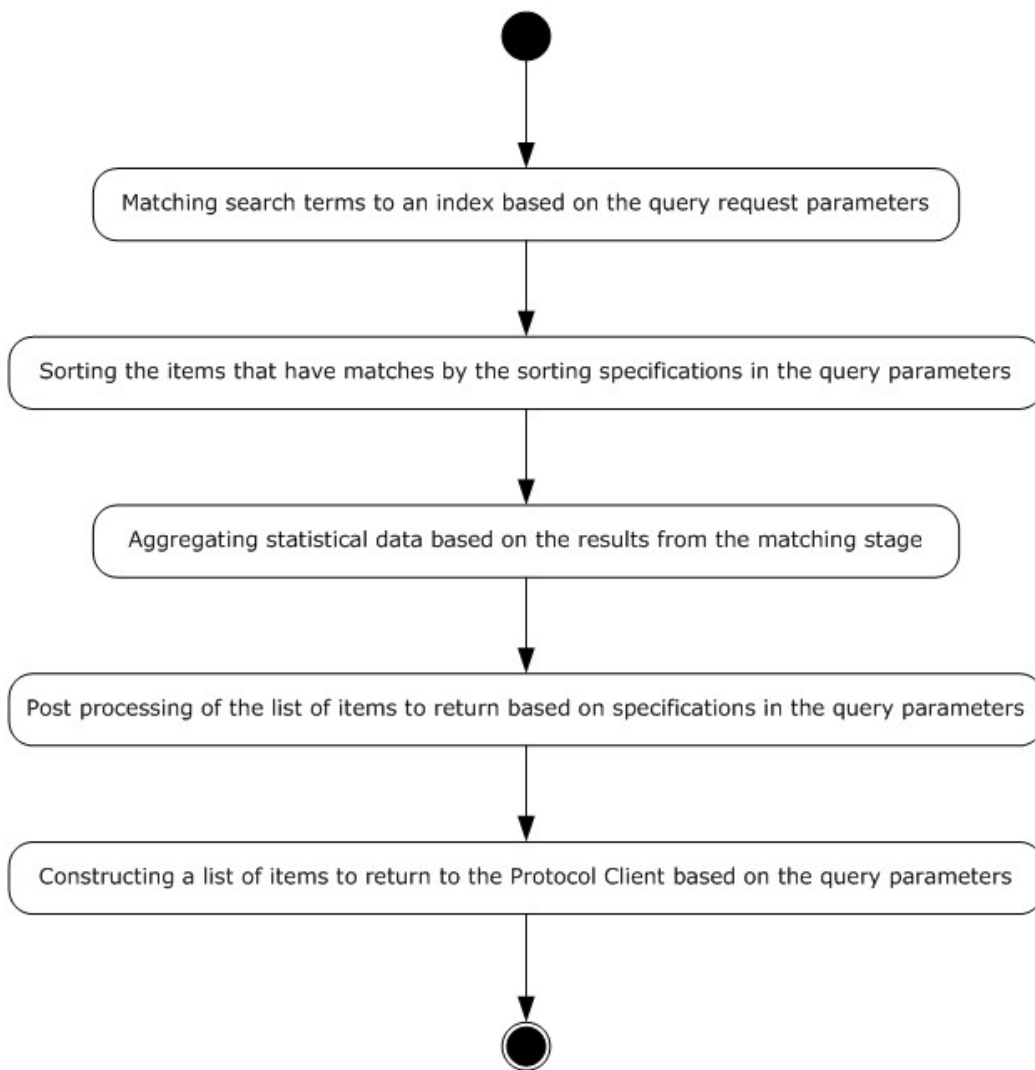 Matching search terms to an index based on the query request parameters
Sorting the items that have matches by the sorting specifications in the query parameters
Aggregating statistical data based on the results from the matching stage
Post processing of the list of items to return based on specifications in the query parameters
Constructing a list of items to return to the Protocol Client based on the query parameters